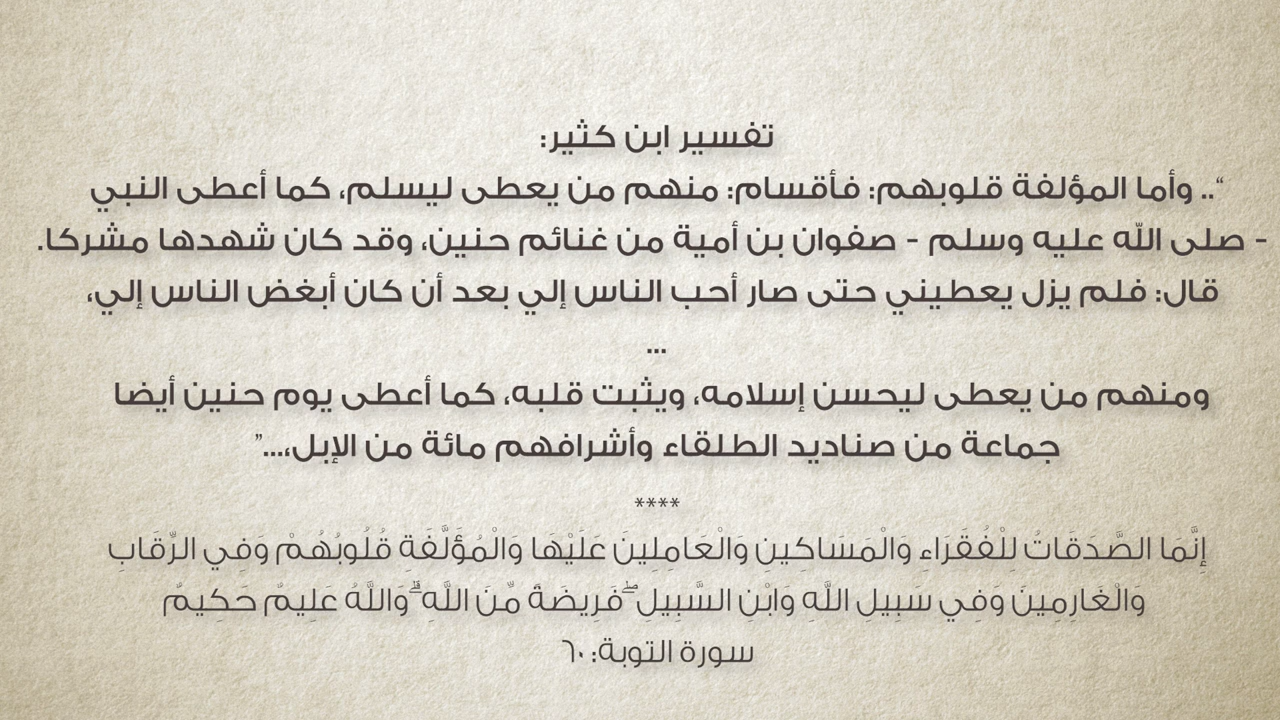 تفسير ابن كثير:
“.. وأما المؤلفة قلوبهم: فأقسام: منهم من يعطى ليسلم، كما أعطى النبي
- صلى الله عليه وسلم - صفوان بن أمية من غنائم حنين، وقد كان شهدها مشركا.
قال: فلم يزل يعطيني حتى صار أحب الناس إلي بعد أن كان أبغض الناس إلي،
...
ومنهم من يعطى ليحسن إسلامه، ويثبت قلبه، كما أعطى يوم حنين أيضا
جماعة من صناديد الطلقاء وأشرافهم مائة من الإبل،...”
****
إِنَّمَا الصَّدَقَاتُ لِلْفُقَرَاءِ وَالْمَسَاكِينِ وَالْعَامِلِينَ عَلَيْهَا وَالْمُؤَلَّفَةِ قُلُوبُهُمْ وَفِي الرِّقَابِ
وَالْغَارِمِينَ وَفِي سَبِيلِ اللَّهِ وَابْنِ السَّبِيلِ ۖ فَرِيضَةً مِّنَ اللَّهِ ۗ وَاللَّهُ عَلِيمٌ حَكِيمٌ
سورة التوبة: ٦٠